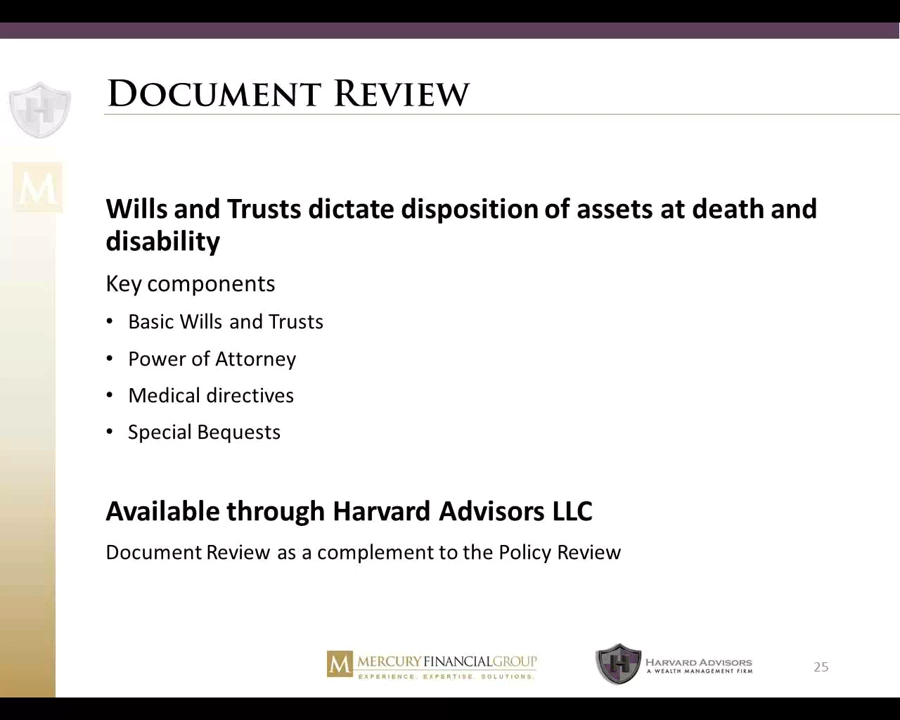 DOCUMENT REVIEW
H
M
Wills and Trusts dictate disposition of assets at death and
disability
Key components
• Basic Wills and Trusts
• Power of Attorney
• Medical directives
• Special Bequests
Available through Harvard Advisors LLC
Document Review as a complement to the Policy Review
M MERCURY FINANCIAL GROUP
EXPERIENCE. EXPERTISE. SOLUTIONS.
H HARVARD ADVISORS
A WEALTH MANAGEMENT FIRM
25